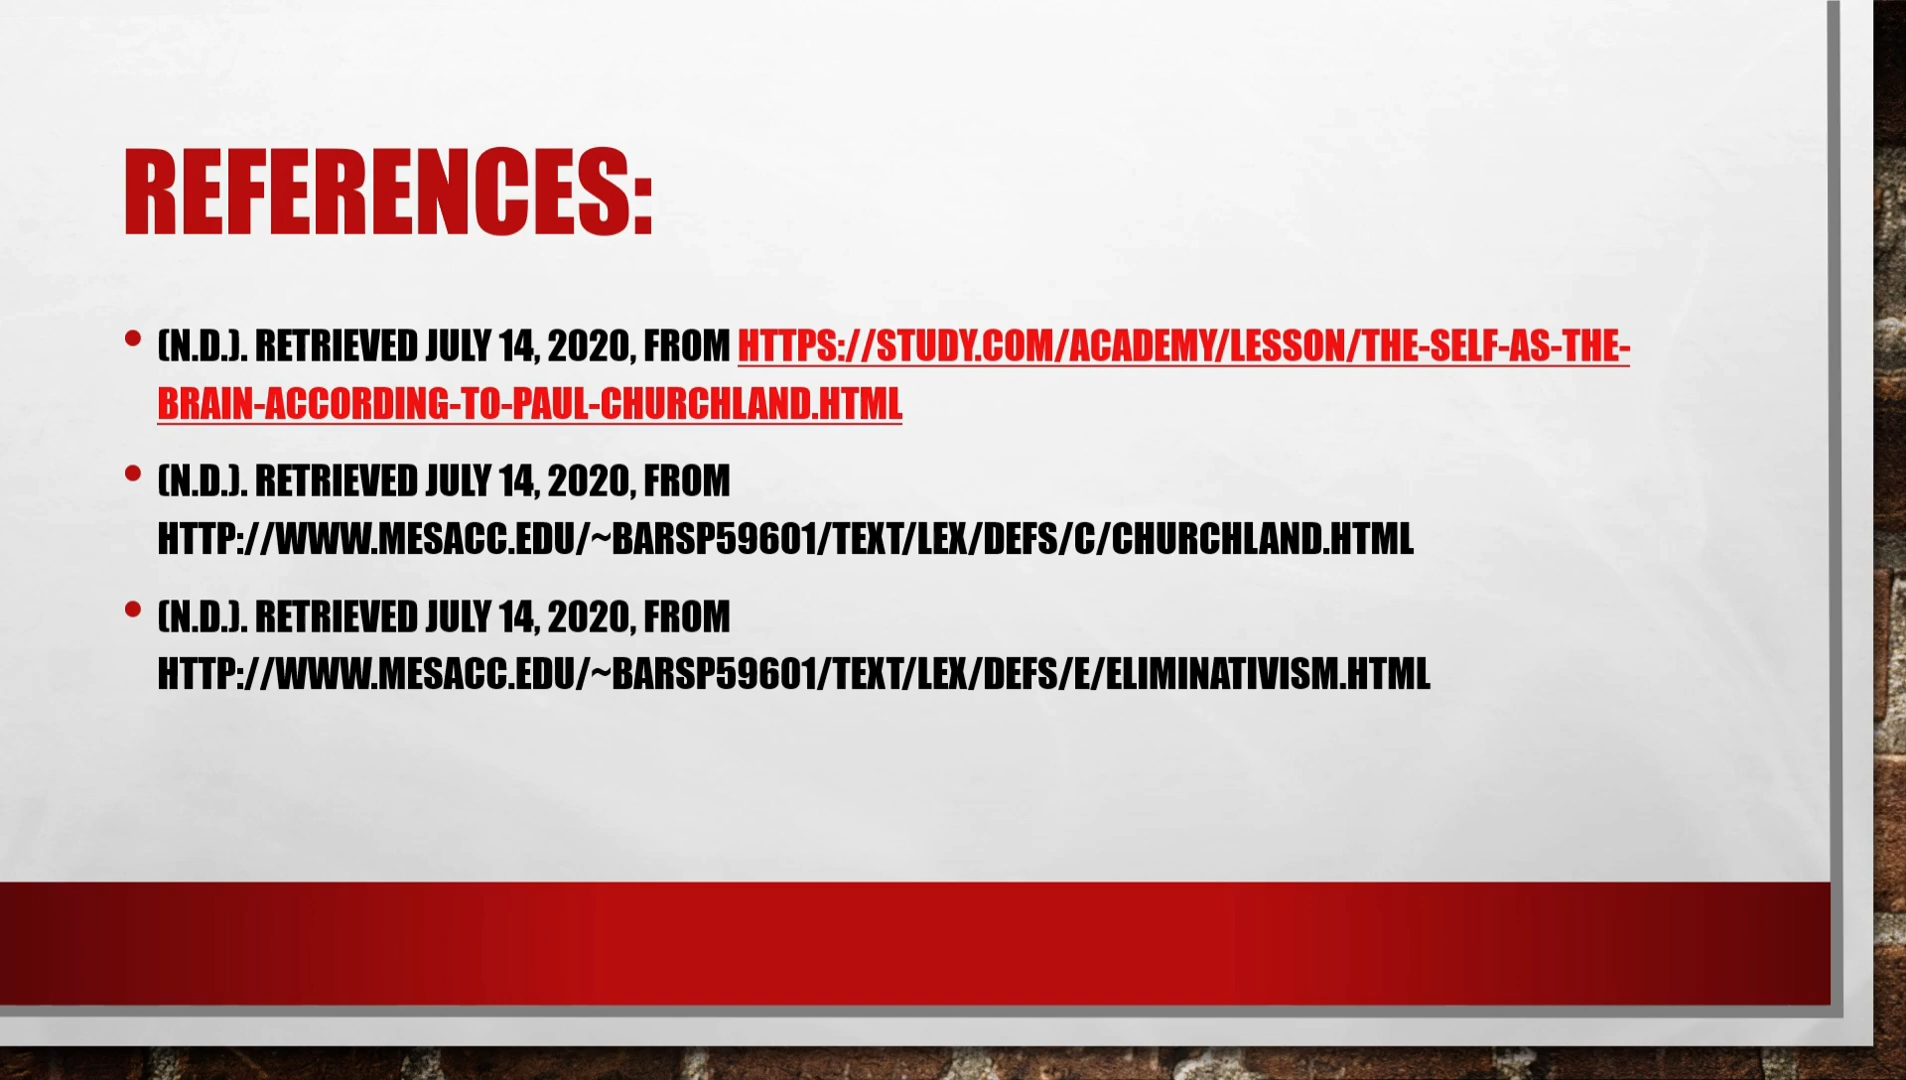 REFERENCES:
• (N.D.). RETRIEVED JULY 14, 2020, FROM HTTPS://STUDY.COM/ACADEMY/LESSON/THE-SELF-AS-THE-
BRAIN-ACCORDING-TO-PAUL-CHURCHLAND.HTML
• (N.D.). RETRIEVED JULY 14, 2020, FROM
HTTP://WWW.MESACC.EDU/~BARSP59601/TEXT/LEX/DEFS/C/CHURCHLAND.HTML
• (N.D.). RETRIEVED JULY 14, 2020, FROM
HTTP://WWW.MESACC.EDU/~BARSP59601/TEXT/LEX/DEFS/E/ELIMINATIVISM.HTML